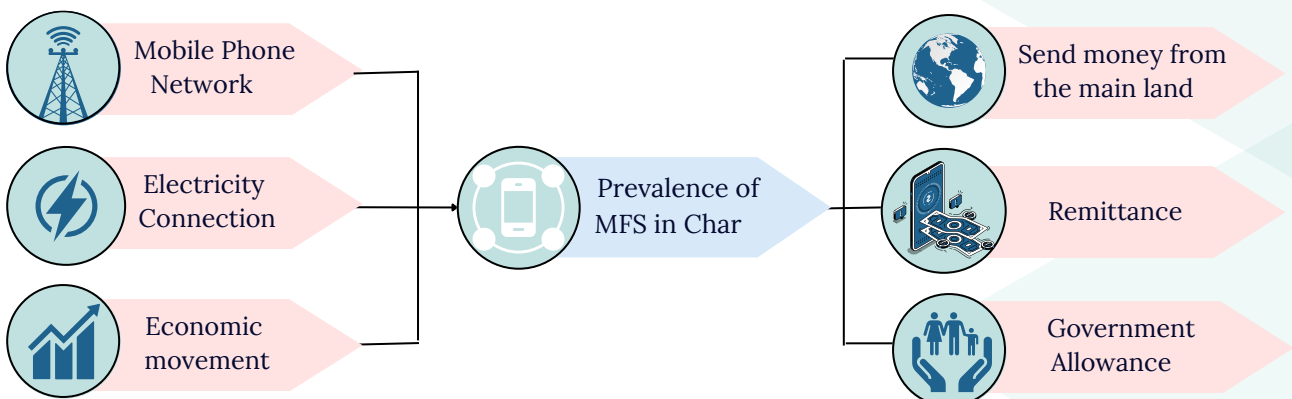 Mobile Phone
Network
Electricity
Connection
Economic
movement
Prevalence of
MFS in Char
Send money from
the main land
Remittance
Government
Allowance